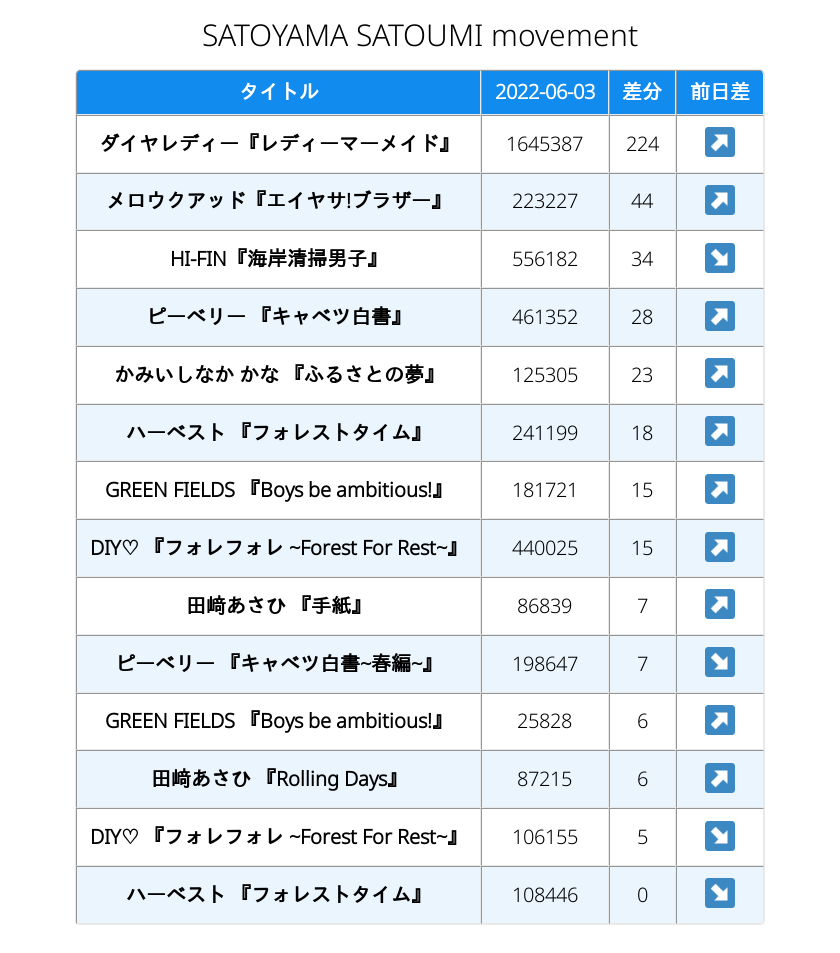 SATOYAMA SATOUMI movement
タイトル 2022-06-03 差分 前日差
ダイヤレディー『レディーマーメイド』 1645387 224 ↗
メロウクアッド『エイヤサ!ブラザー』 223227 44 ↗
HI-FIN『海岸清掃男子』 556182 34 ↘
ピーベリー 『キャベツ白書』 461352 28 ↗
かみいしなか かな 『ふるさとの夢』 125305 23 ↗
ハーベスト 『フォレストタイム』 241199 18 ↗
GREEN FIELDS 『Boys be ambitious!』 181721 15 ↗
DIY♡ 『フォレフォレ ~Forest For Rest~』 440025 15 ↗
田﨑あさひ 『手紙』 86839 7 ↗
ピーベリー 『キャベツ白書~春編~』 198647 7 ↘
GREEN FIELDS 『Boys be ambitious!』 25828 6 ↗
田﨑あさひ 『Rolling Days』 87215 6 ↗
DIY♡ 『フォレフォレ ~Forest For Rest~』 106155 5 ↘
ハーベスト 『フォレストタイム』 108446 0 ↘